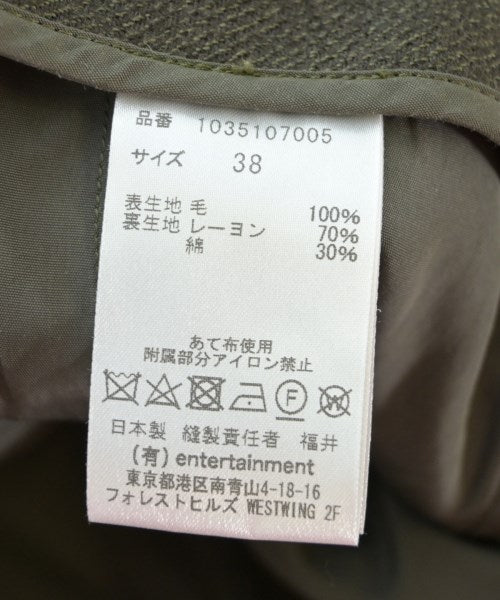 品番 1035107005
サイズ 38
表生地 毛 100%
裏生地 レーヨン 70%
綿 30%
あて布使用
附属部分アイロン禁止
F W
日本製 縫製責任者 福井
(有) entertainment
東京都港区南青山4-18-16
フォレストヒルズ WESTWING 2F